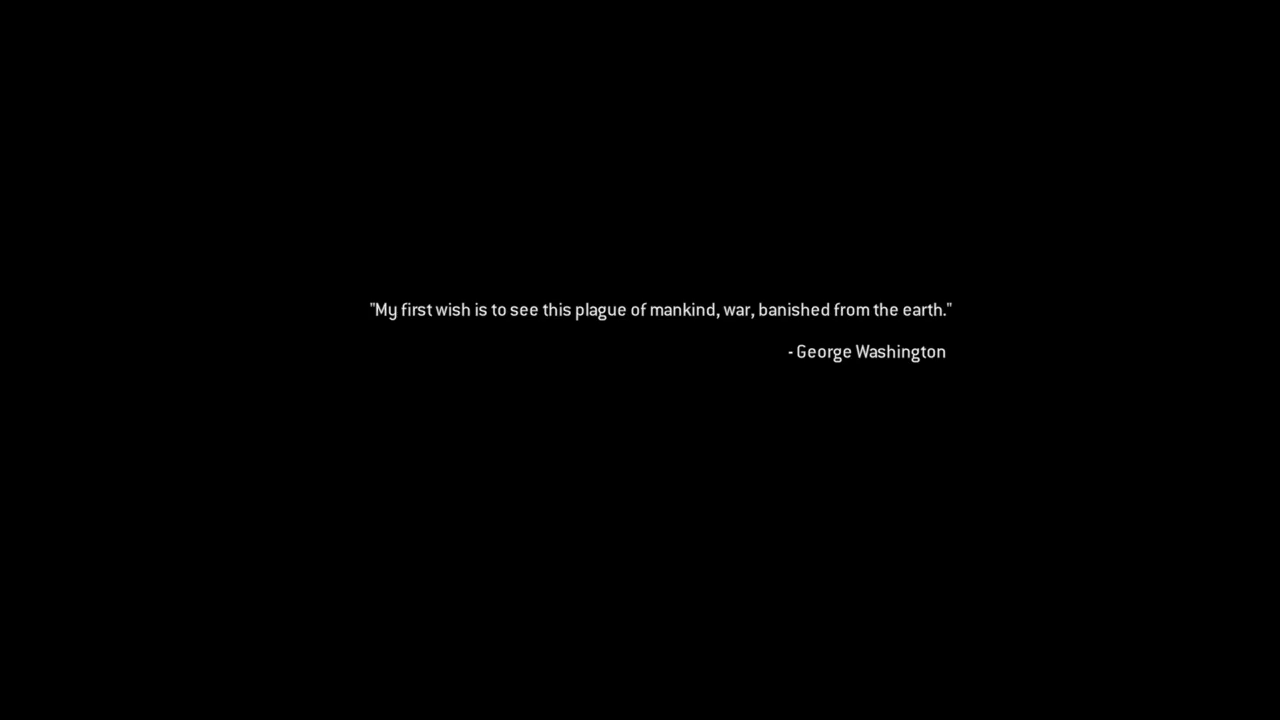 "My first wish is to see this plague of mankind, war, banished from the earth."
- George Washington